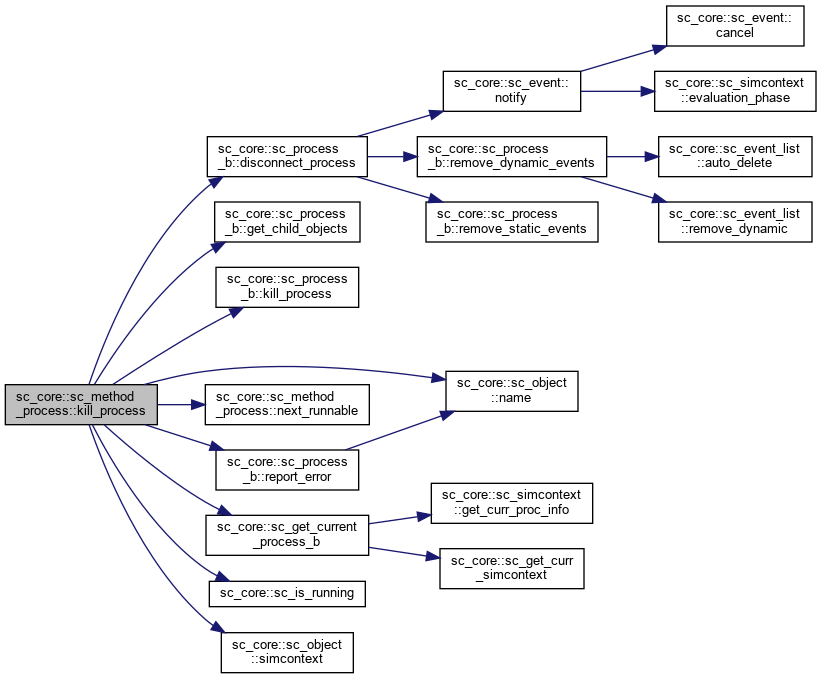 sc_core::sc_event::
cancel
sc_core::sc_event::
notify
sc_core::sc_simcontext
::evaluation_phase
sc_core::sc_process
_b::disconnect_process
sc_core::sc_process
_b::remove_dynamic_events
sc_core::sc_event_list
::auto_delete
sc_core::sc_process
_b::get_child_objects
sc_core::sc_process
_b::remove_static_events
sc_core::sc_event_list
::remove_dynamic
sc_core::sc_process
_b::kill_process
sc_core::sc_method
_process::kill_process
sc_core::sc_method
_process::next_runnable
sc_core::sc_object
::name
sc_core::sc_process
_b::report_error
sc_core::sc_get_current
_process_b
sc_core::sc_simcontext
::get_curr_proc_info
sc_core::sc_get_curr
_simcontext
sc_core::sc_is_running
sc_core::sc_object
::simcontext